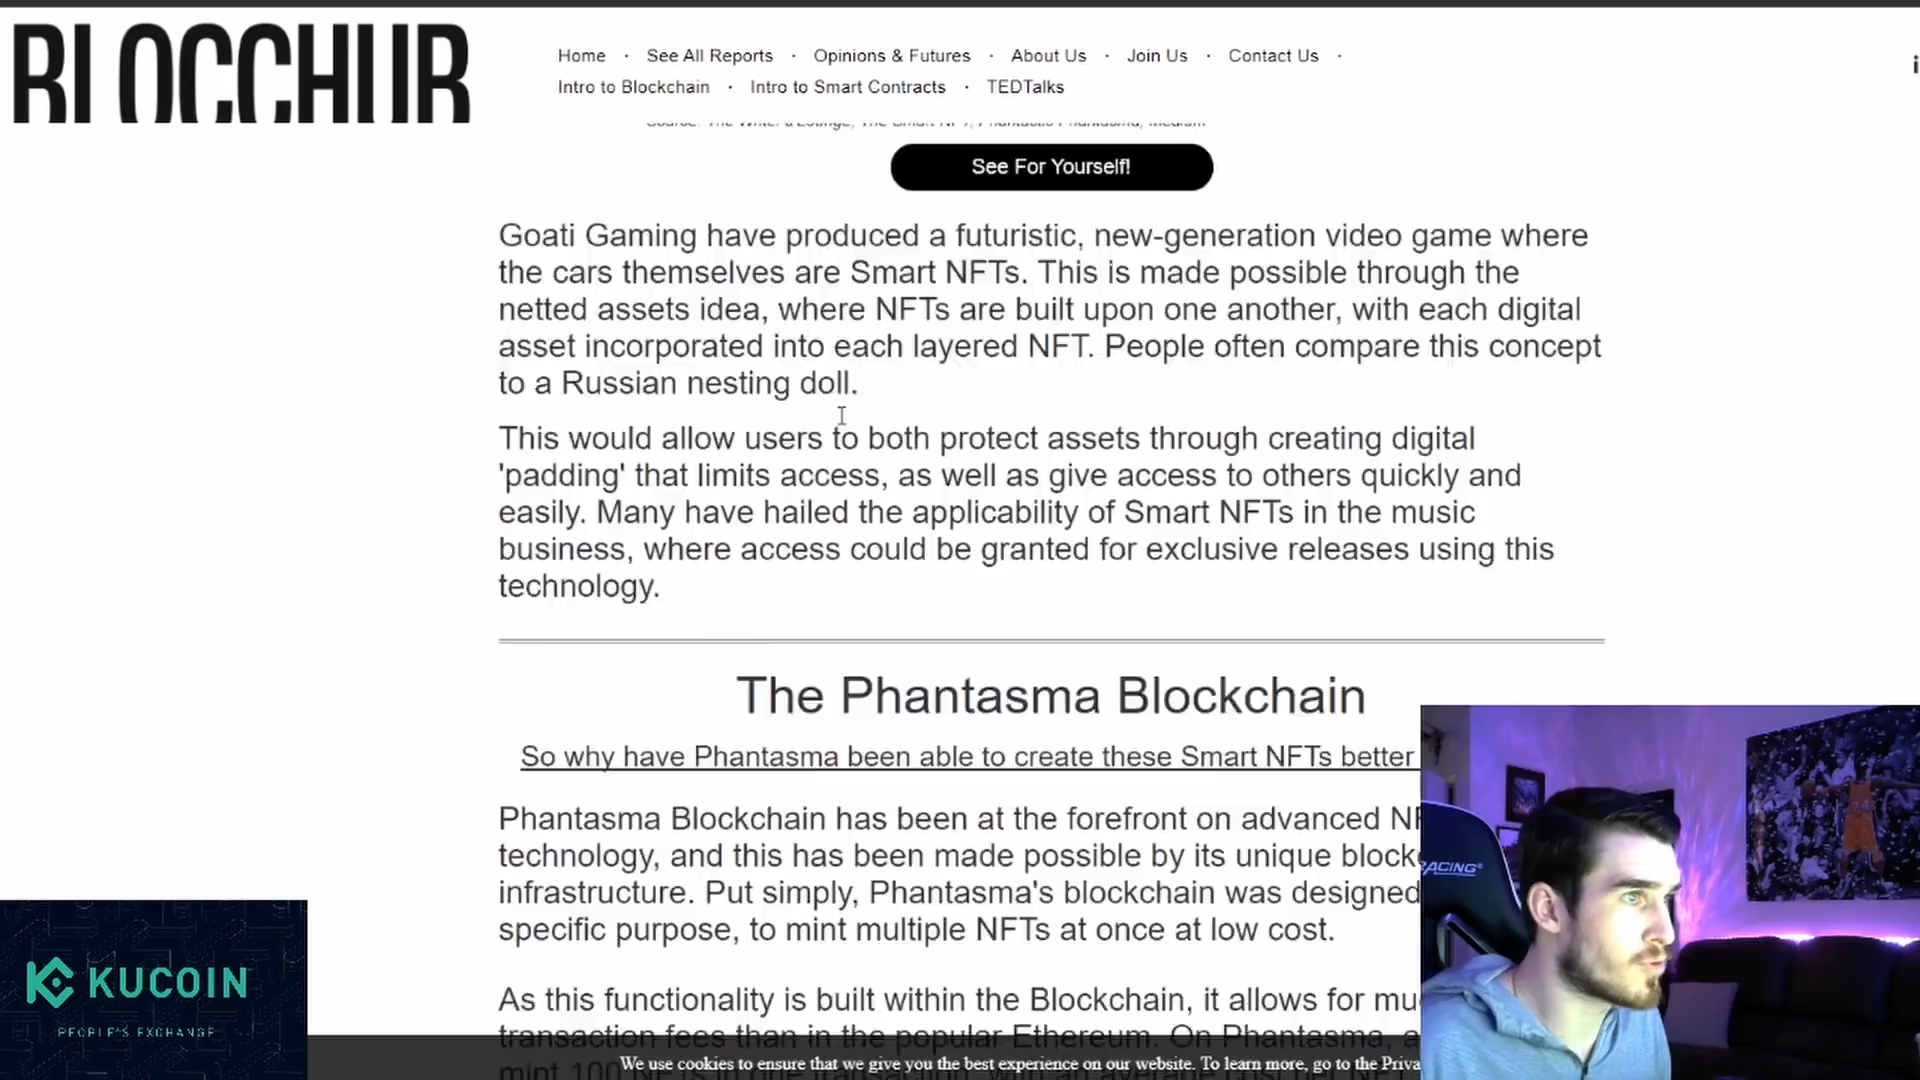 BLOCCHUB
Home · See All Reports · Opinions & Futures · About Us · Join Us · Contact Us ·
Intro to Blockchain · Intro to Smart Contracts · TEDTalks
See For Yourself!
Goati Gaming have produced a futuristic, new-generation video game where
the cars themselves are Smart NFTs. This is made possible through the
netted assets idea, where NFTs are built upon one another, with each digital
asset incorporated into each layered NFT. People often compare this concept
to a Russian nesting doll.
This would allow users to both protect assets through creating digital
'padding' that limits access, as well as give access to others quickly and
easily. Many have hailed the applicability of Smart NFTs in the music
business, where access could be granted for exclusive releases using this
technology.
The Phantasma Blockchain
So why have Phantasma been able to create these Smart NFTs better
Phantasma Blockchain has been at the forefront on advanced
technology, and this has been made possible by its unique
infrastructure. Put simply, Phantasma's blockchain was designed
specific purpose, to mint multiple NFTs at once at low cost.
As this functionality is built within the Blockchain, it allows for
transaction fees than in the popular Ethereum. On Phantasma,
We use cookies to ensure that we give you the best experience on our website. To learn more, go to the Priva
KUCOIN
PEOPLE'S EXCHANGE
RACING
24